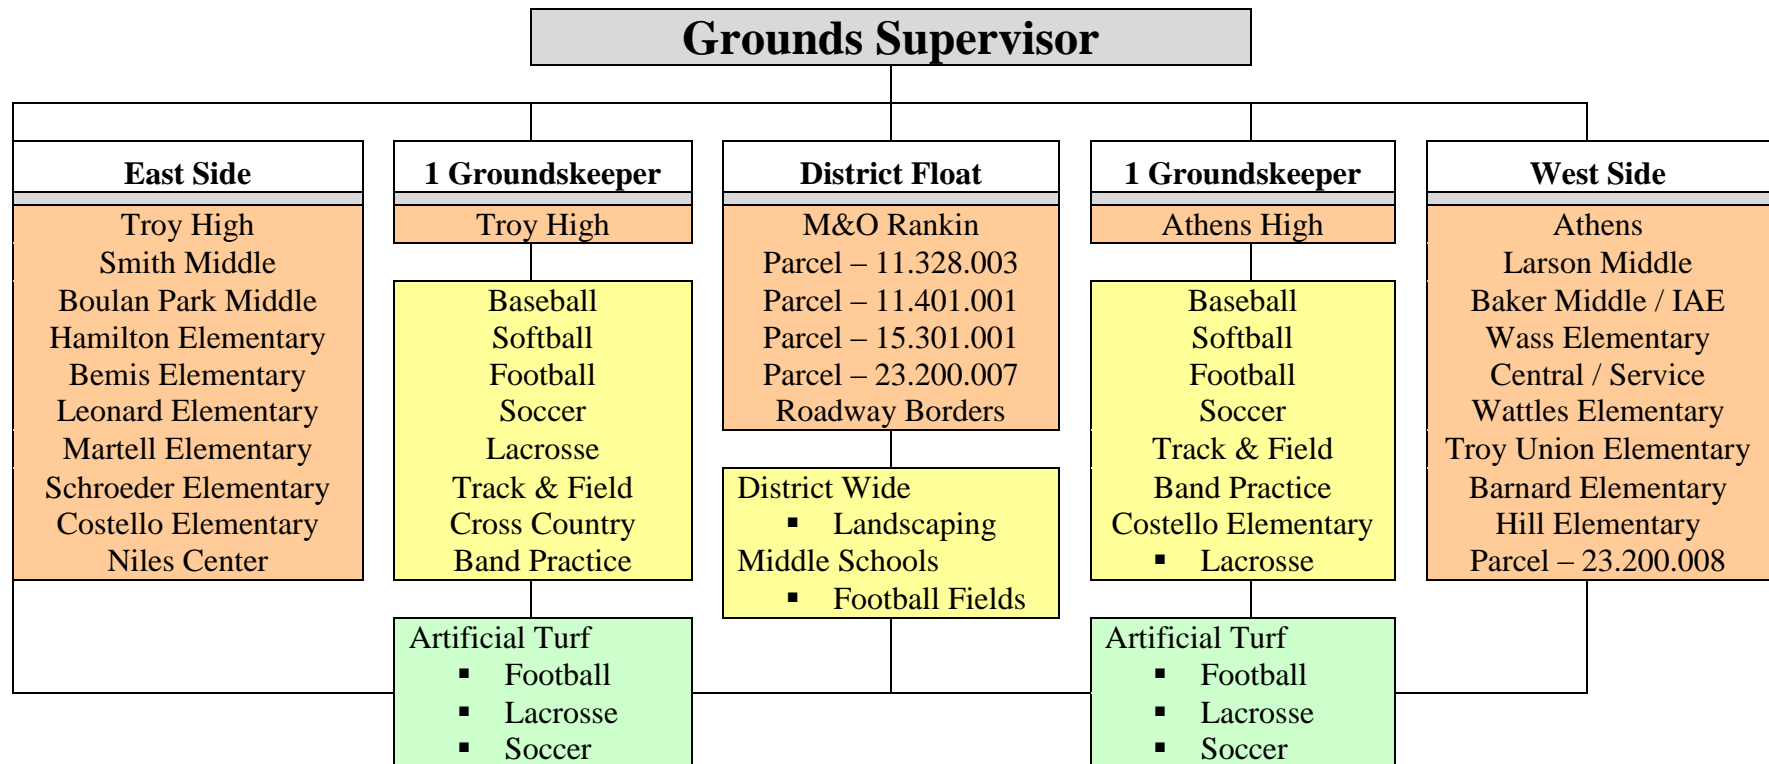 Grounds Supervisor
East Side
Troy High
Smith Middle
Boulan Park Middle
Hamilton Elementary
Bemis Elementary
Leonard Elementary
Martell Elementary
Schroeder Elementary
Costello Elementary
Niles Center
1 Groundskeeper
Troy High
Baseball
Softball
Football
Soccer
Lacrosse
Track & Field
Cross Country
Band Practice
Artificial Turf
▪ Football
▪ Lacrosse
▪ Soccer
District Float
M&O Rankin
Parcel – 11.328.003
Parcel – 11.401.001
Parcel – 15.301.001
Parcel – 23.200.007
Roadway Borders
District Wide
▪ Landscaping
Middle Schools
▪ Football Fields
1 Groundskeeper
Athens High
Baseball
Softball
Football
Soccer
Track & Field
Band Practice
Costello Elementary
▪ Lacrosse
Artificial Turf
▪ Football
▪ Lacrosse
▪ Soccer
West Side
Athens
Larson Middle
Baker Middle / IAE
Wass Elementary
Central / Service
Wattles Elementary
Troy Union Elementary
Barnard Elementary
Hill Elementary
Parcel – 23.200.008